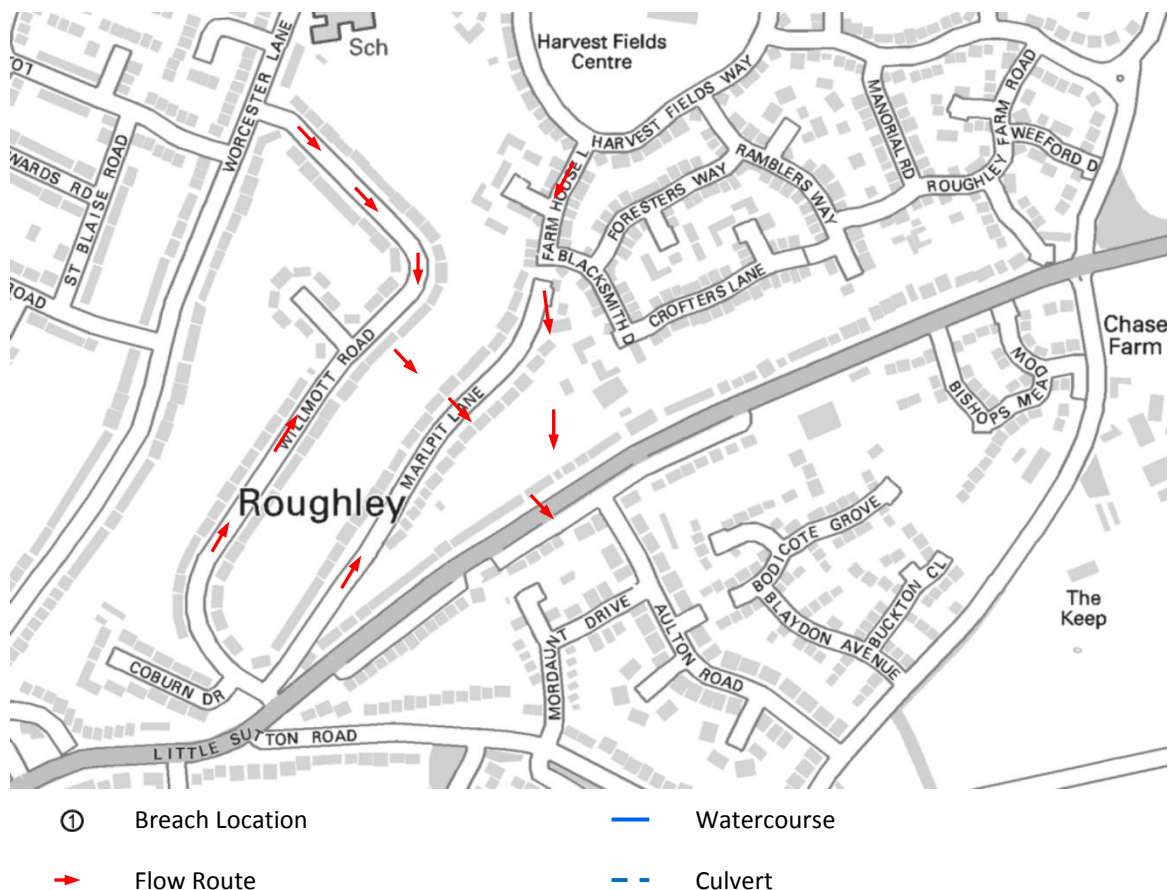 Sch
Harvest Fields
Centre
WORCESTER LANE
HARVEST FIELDS WAY
MANORIAL RD
ROUGHLEY FARM ROAD
WEEFORD D
WARDS RD
ST BLAISE ROAD
ROAD
FARM HOUSE L
FORESTERS WAY
RAMBLERS WAY
BLACKSMITH D
CROFTERS LANE
Chase
Farm
BISHOPS MEADOW
WILLMOTT ROAD
MARLPIT LANE
Roughley
BODICOTE GROVE
BLAYDON AVENUE
BUCKTON CL
The
Keep
MORDAUNT DRIVE
AULTON ROAD
COBURN DR
LITTLE SUTTON ROAD
1 Breach Location
Watercourse
Flow Route
Culvert